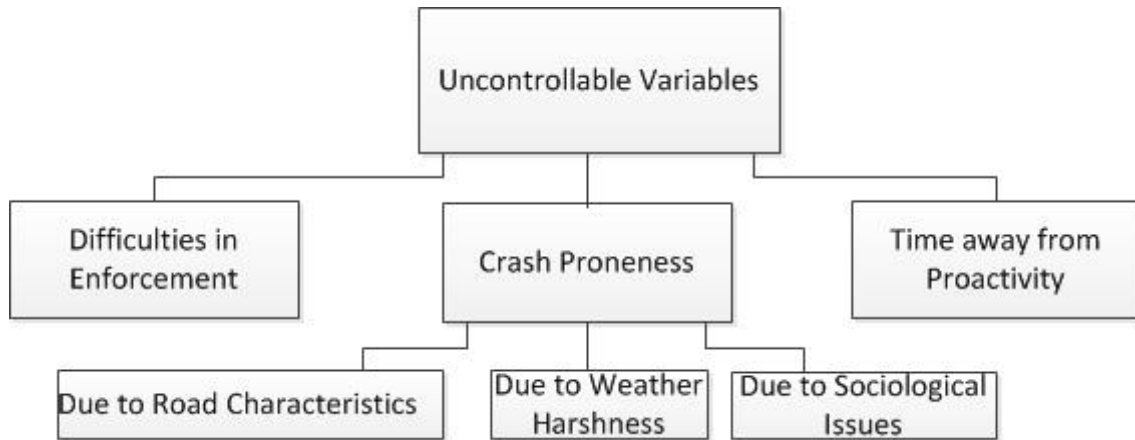 Uncontrollable Variables
Difficulties in
Enforcement
Crash Proneness
Time away from
Proactivity
Due to Road Characteristics
Due to Weather
Harshness
Due to Sociological
Issues